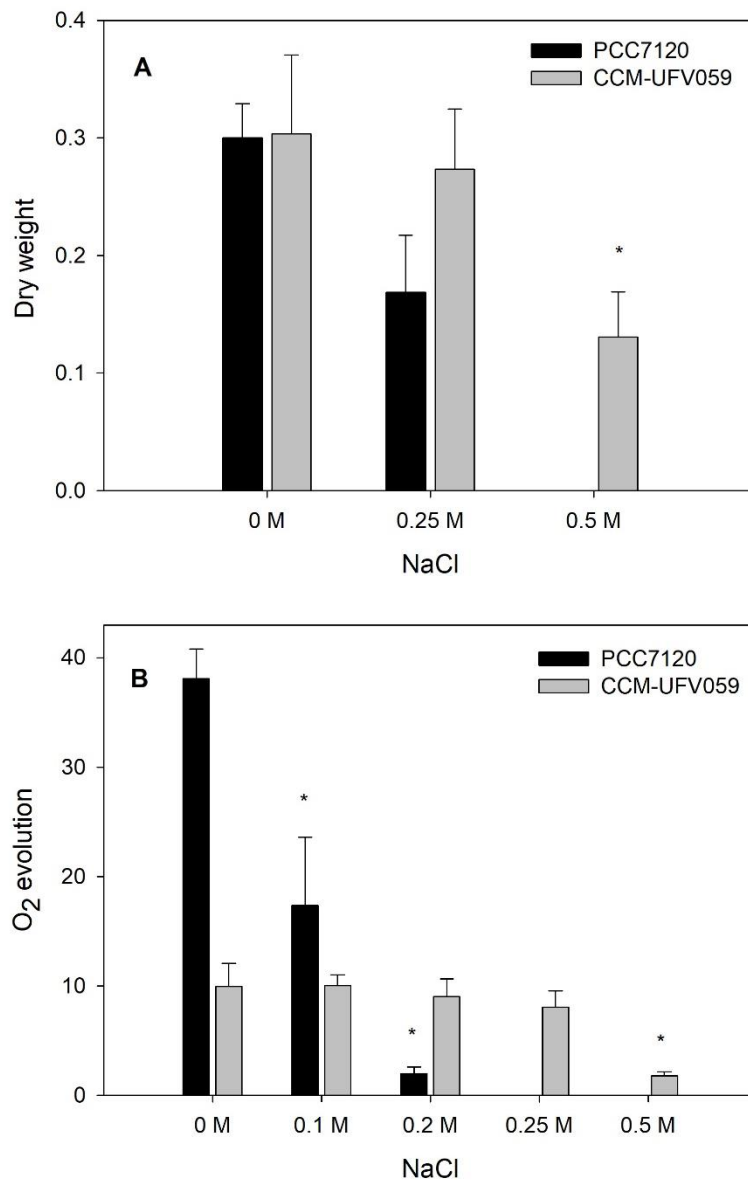 A
PCC7120
CCM-UFV059
0.4
0.3
0.2
0.1
0.0
Dry weight
*
0 M 0.25 M 0.5 M
NaCl
B
PCC7120
CCM-UFV059
40
30
20
10
0
O2 evolution
*
*
*
0 M 0.1 M 0.2 M 0.25 M 0.5 M
NaCl